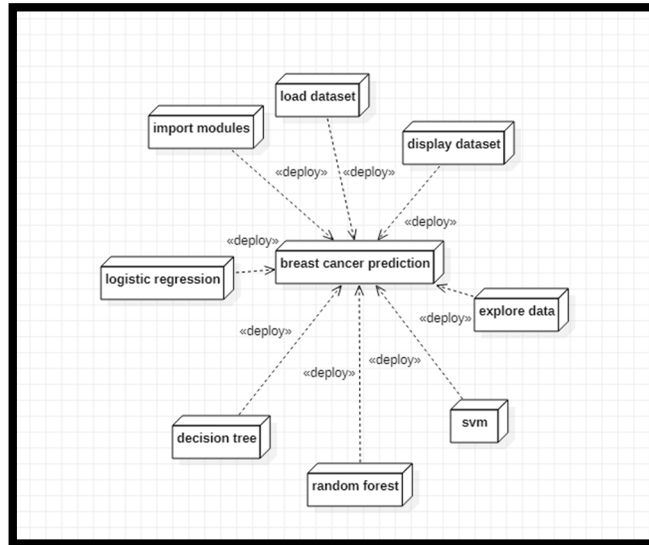 load dataset
import modules
display dataset
«deploy»
«deploy»
«deploy»
«deploy»
breast cancer prediction
logistic regression
explore data
«deploy»
«deploy»
«deploy»
«deploy»
svm
decision tree
random forest